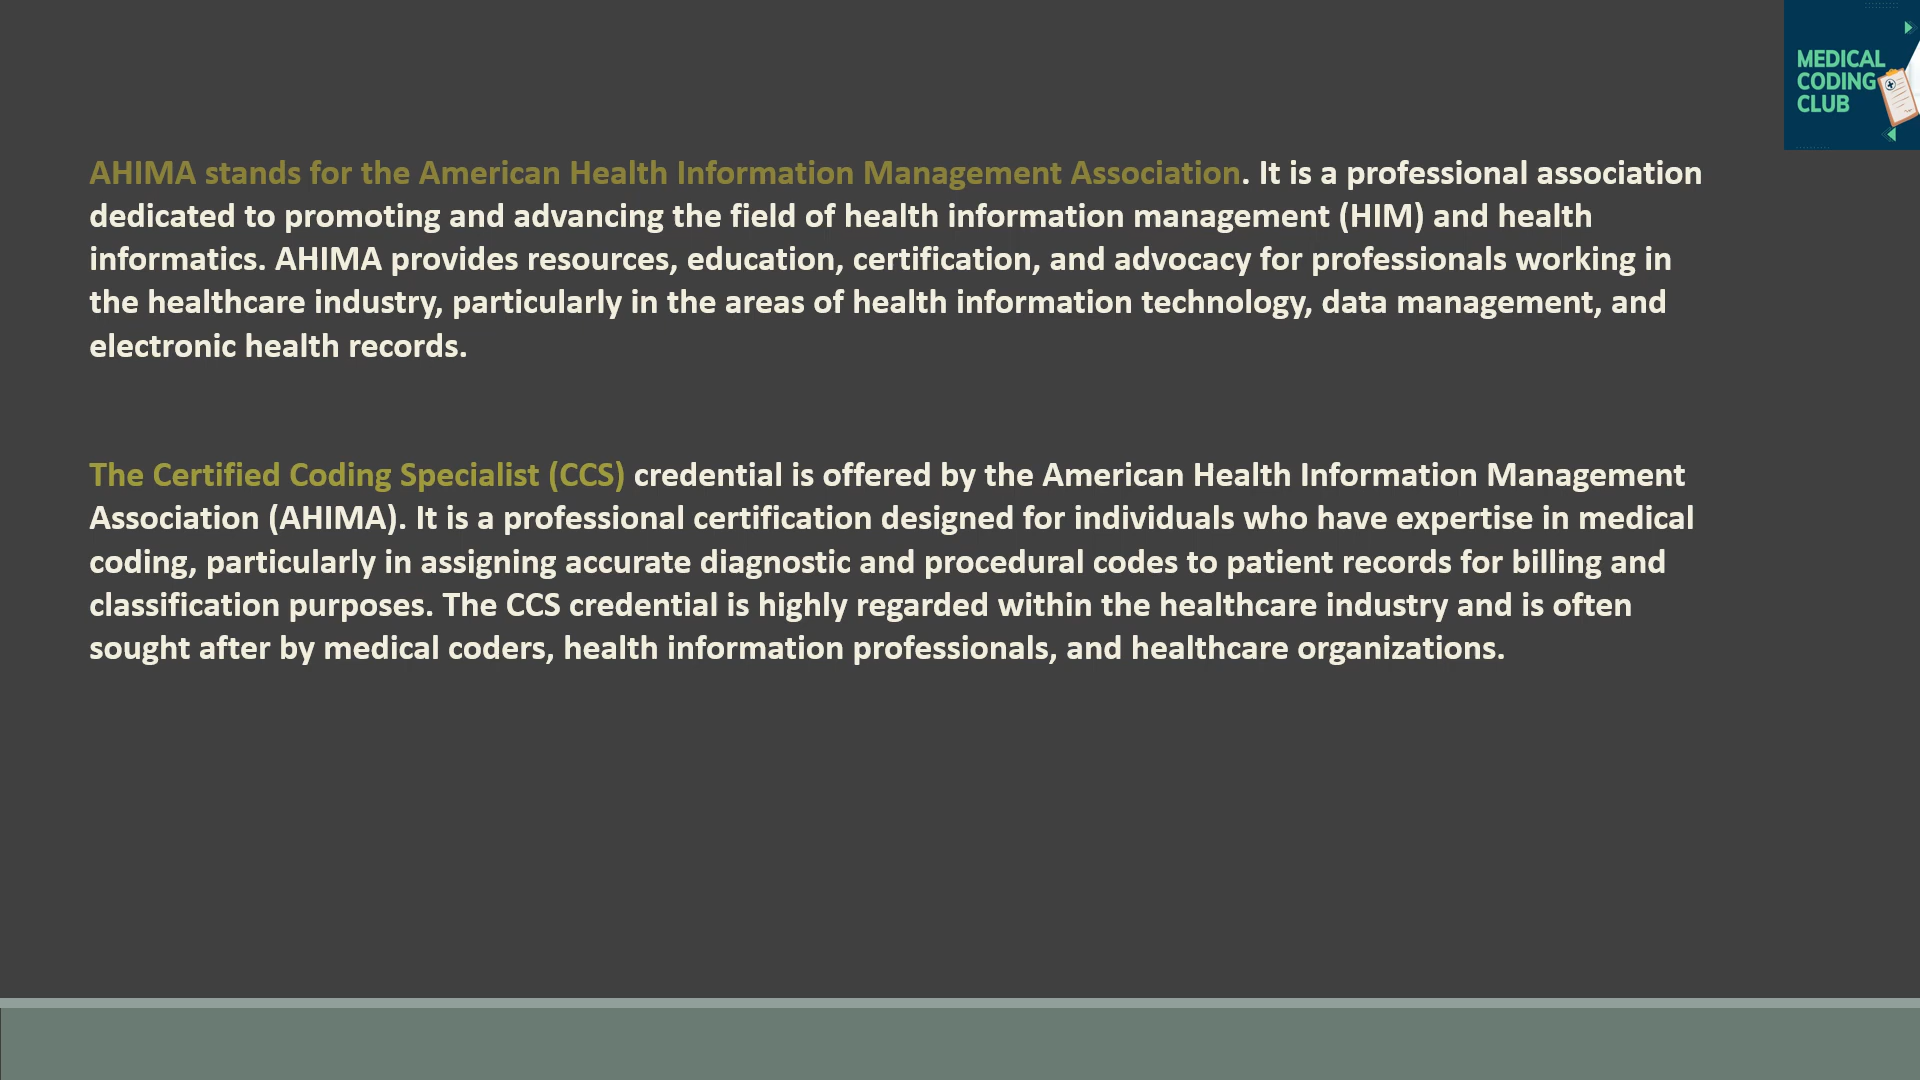 MEDICAL
CODING
CLUB
AHIMA stands for the American Health Information Management Association. It is a professional association
dedicated to promoting and advancing the field of health information management (HIM) and health
informatics. AHIMA provides resources, education, certification, and advocacy for professionals working in
the healthcare industry, particularly in the areas of health information technology, data management, and
electronic health records.
The Certified Coding Specialist (CCS) credential is offered by the American Health Information Management
Association (AHIMA). It is a professional certification designed for individuals who have expertise in medical
coding, particularly in assigning accurate diagnostic and procedural codes to patient records for billing and
classification purposes. The CCS credential is highly regarded within the healthcare industry and is often
sought after by medical coders, health information professionals, and healthcare organizations.